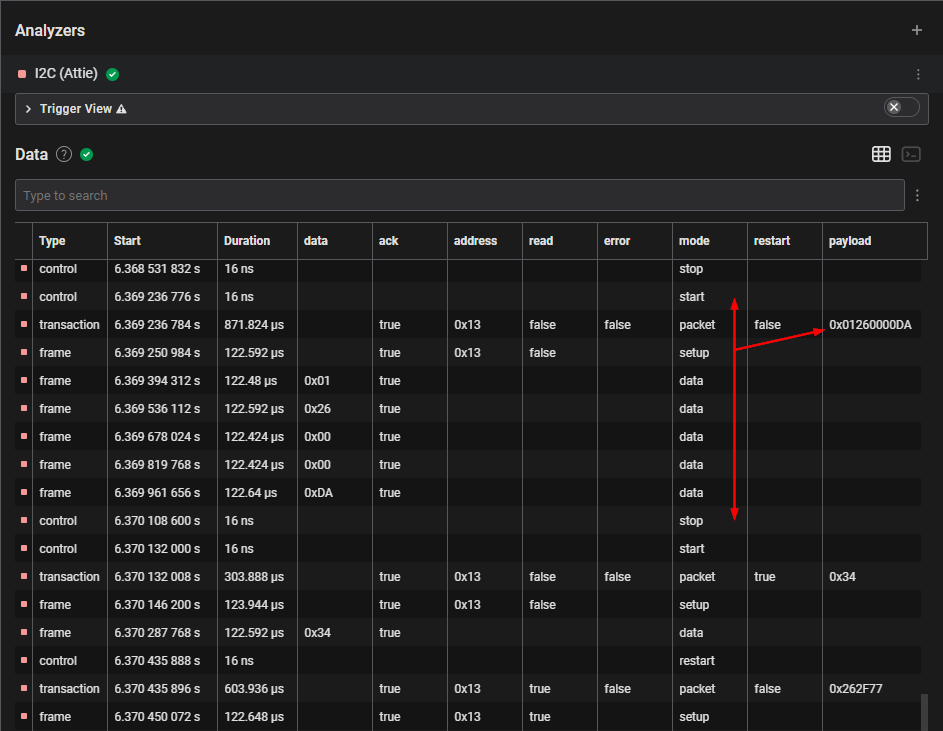 Analyzers
I2C (Attie)
Trigger View
Data
Type to search
Type Start Duration data ack address read error mode restart payload
control 6.368 531 832 s 16 ns stop
control 6.369 236 776 s 16 ns start
transaction 6.369 236 784 s 871.824 µs true 0x13 false false packet false 0x01260000DA
frame 6.369 250 984 s 122.592 µs true 0x13 false setup
frame 6.369 394 312 s 122.48 µs 0x01 true data
frame 6.369 536 112 s 122.592 µs 0x26 true data
frame 6.369 678 024 s 122.424 µs 0x00 true data
frame 6.369 819 768 s 122.424 µs 0x00 true data
frame 6.369 961 656 s 122.64 µs 0xDA true data
control 6.370 108 600 s 16 ns stop
control 6.370 132 000 s 16 ns start
transaction 6.370 132 008 s 303.888 µs true 0x13 false false packet true 0x34
frame 6.370 146 200 s 123.944 µs true 0x13 false setup
frame 6.370 287 768 s 122.592 µs 0x34 true data
control 6.370 435 888 s 16 ns restart
transaction 6.370 435 896 s 603.936 µs true 0x13 true false packet false 0x262F77
frame 6.370 450 072 s 122.648 µs true 0x13 true setup